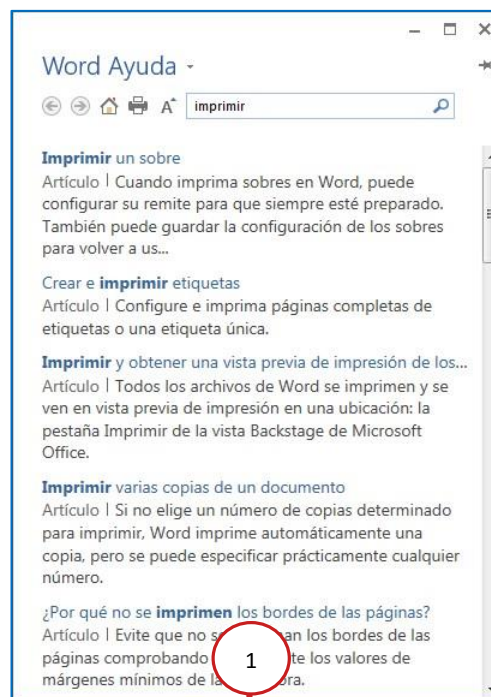 Word Ayuda
A
imprimir
Imprimir un sobre
Artículo | Cuando imprima sobres en Word, puede
configurar su remite para que siempre esté preparado.
También puede guardar la configuración de los sobres
para volver a us...
Crear e imprimir etiquetas
Artículo | Configure e imprima páginas completas de
etiquetas o una etiqueta única.
Imprimir y obtener una vista previa de impresión de los...
Artículo | Todos los archivos de Word se imprimen y se
ven en vista previa de impresión en una ubicación: la
pestaña Imprimir de la vista Backstage de Microsoft
Office.
Imprimir varias copias de un documento
Artículo | Si no elige un número de copias determinado
para imprimir, Word imprime automáticamente una
copia, pero se puede especificar prácticamente cualquier
número.
¿Por qué no se imprimen los bordes de las páginas?
Artículo | Evite que no los bordes de las
páginas comprobando los valores de
márgenes mínimos de
1